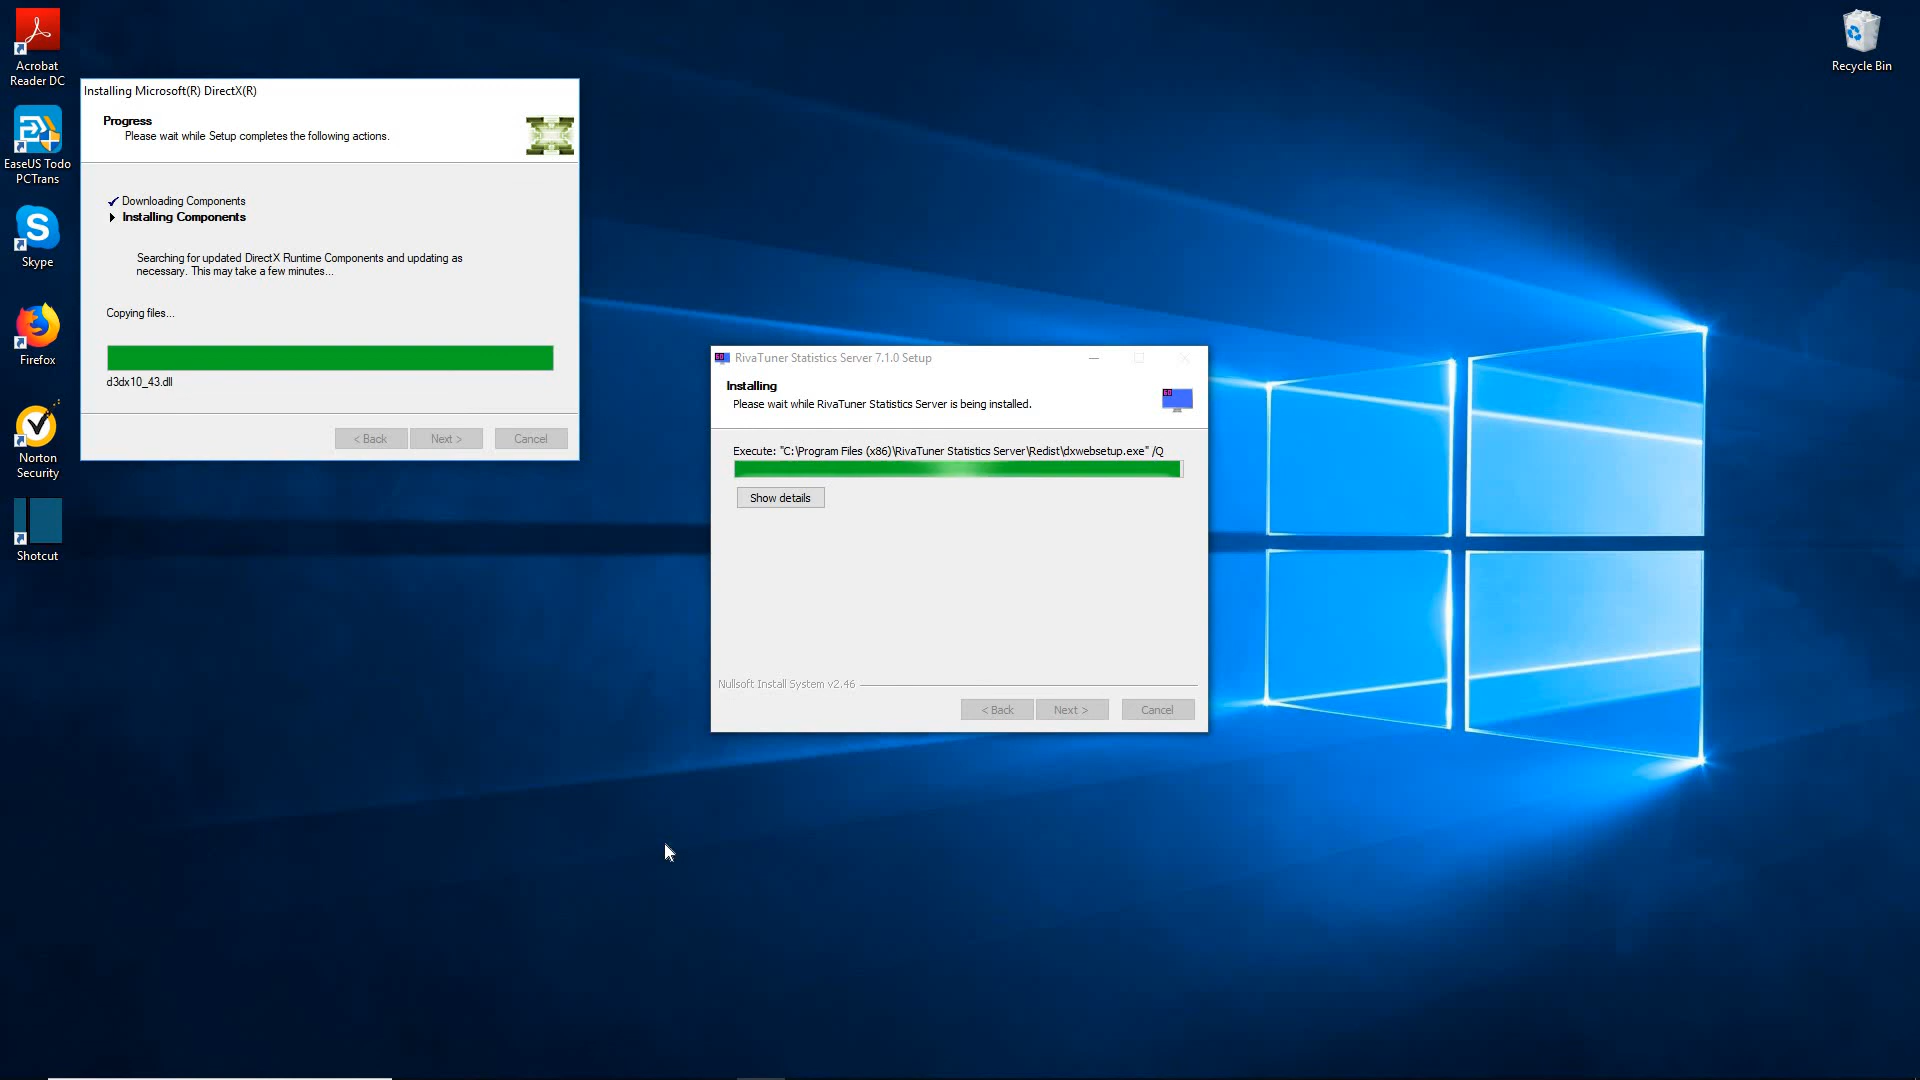 Acrobat
Reader DC
EaseUS Todo
PCTrans
Skype
Firefox
Norton
Security
Shotcut
Installing Microsoft(R) DirectX(R)
Progress
Please wait while Setup completes the following actions.
Downloading Components
Installing Components
Searching for updated DirectX Runtime Components and updating as
necessary. This may take a few minutes...
Copying files...
d3dx10_43.dll
< Back
Next >
Cancel
60
RivaTuner Statistics Server 7.1.0 Setup
Installing
Please wait while RivaTuner Statistics Server is being installed.
60
Execute: "C:\Program Files (x86)\RivaTuner Statistics Server\Redist\dxwebsetup.exe" /Q
Show details
Nullsoft Install System v2.46
< Back
Next >
Cancel
Recycle Bin